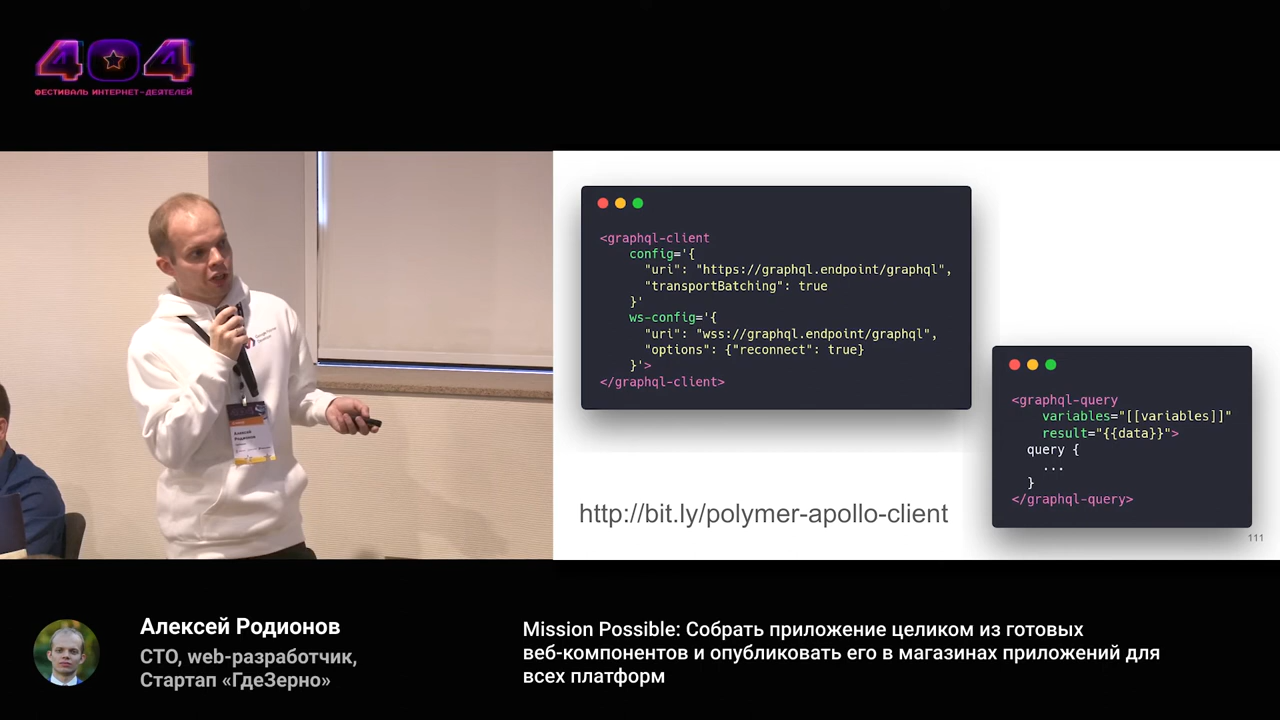 404
ФЕСТИВАЛЬ ИНТЕРНЕТ-ДЕЯТЕЛЕЙ
Алексей
Родионов
<graphql-client
config='{
"uri": "https://graphql.endpoint/graphql",
"transportBatching": true
}'
ws-config='{
"uri": "wss://graphql.endpoint/graphql",
"options": {"reconnect": true}
}'>
</graphql-client>
<graphql-query
variables="[[variables]]"
result="{{data}}">
query {
...
}
</graphql-query>
http://bit.ly/polymer-apollo-client
111
Алексей Родионов
CTO, web-разработчик,
Стартап «ГдеЗерно»
Mission Possible: Собрать приложение целиком из готовых
веб-компонентов и опубликовать его в магазинах приложений для
всех платформ